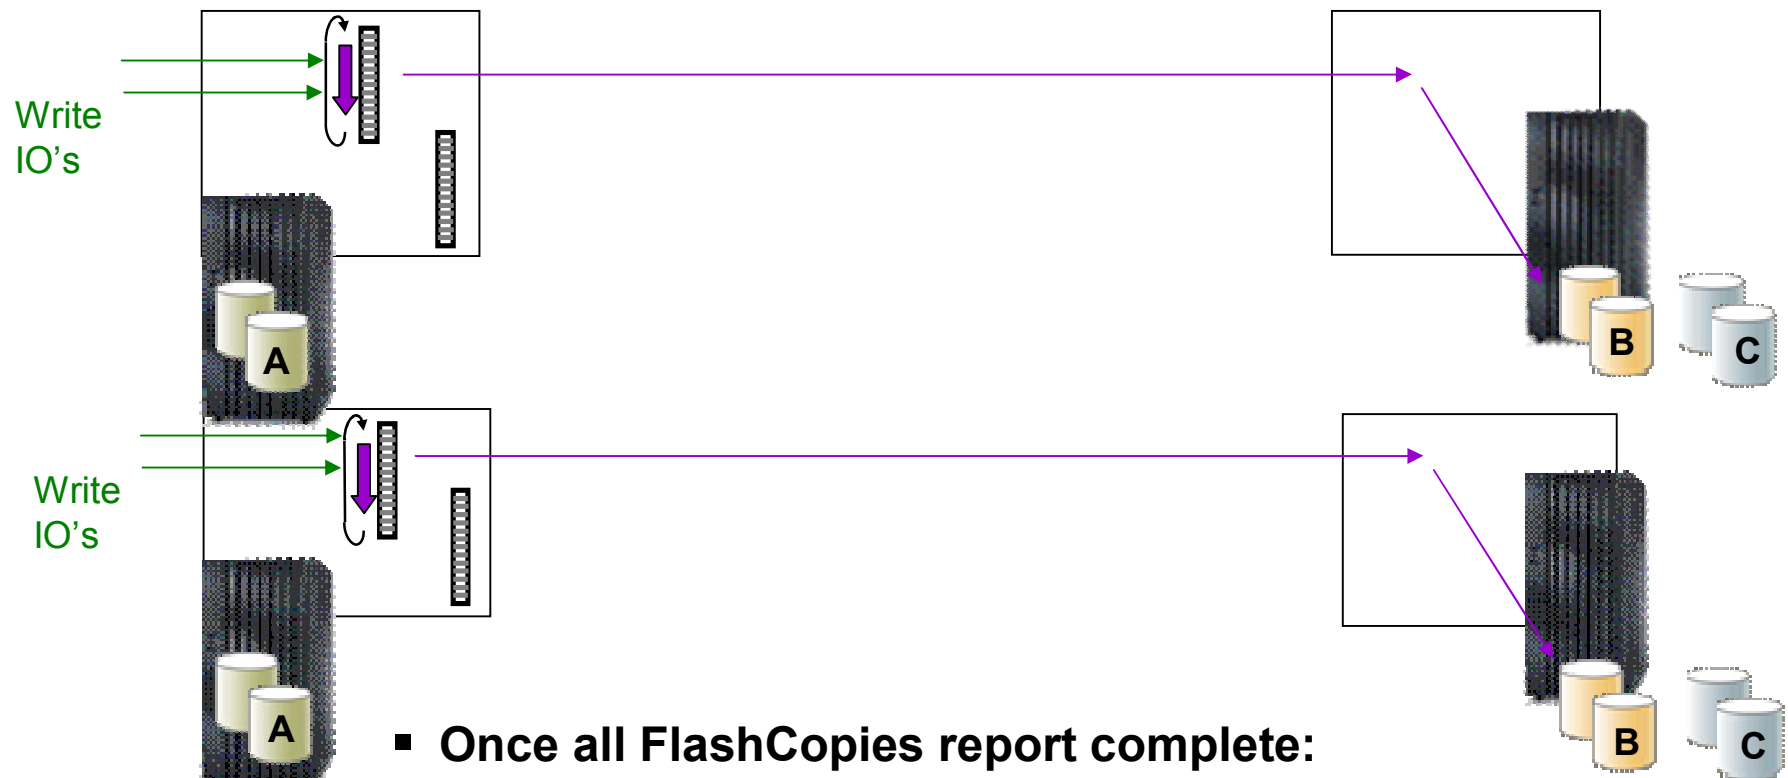 Write
IO’s
A
B
C
Write
IO’s
A
B
C
▪ Once all FlashCopies report complete: